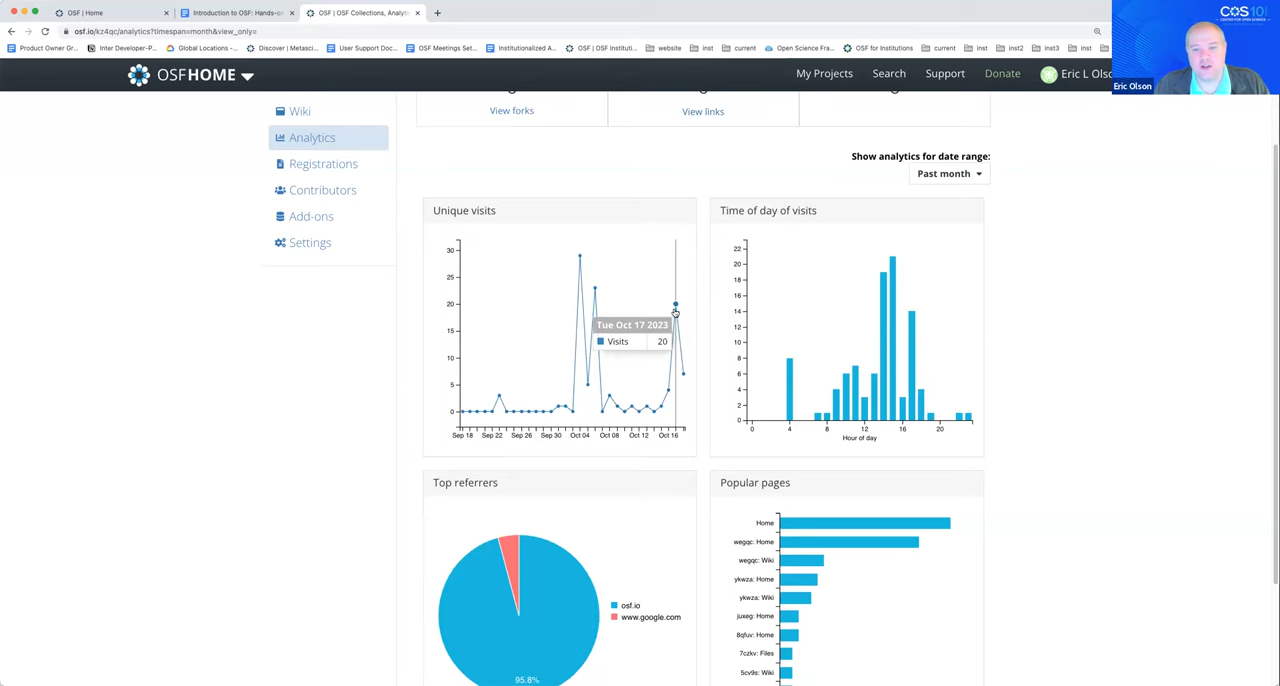 OSF | Home
Introduction to OSF: Hands-o
OSF | OSF Collections, Analytic
osf.io/kz4qc/analytics?timespan=month&view_only=
Product Owner Gr...
Inter Developer-P...
Global Locations -...
Discover | Metasci...
User Support Doc...
OSF Meetings Set...
Institutionalized A...
OSF | OSF Instituti...
website
inst
current
Open Science Fra...
OSF for Institutions
current
inst
inst2
inst3
inst
COS10
CENTER FOR OPEN SCIENCE
Eric Olson
OSFHOME
My Projects
Search
Support
Donate
Eric L Olso
Wiki
Analytics
Registrations
Contributors
Add-ons
Settings
View forks
View links
Show analytics for date range:
Past month
Unique visits
30
25
20
15
10
5
0
Sep 18 Sep 22 Sep 26 Sep 30 Oct 04 Oct 08 Oct 12 Oct 16
Tue Oct 17 2023
Visits 20
Time of day of visits
22
20
18
16
14
12
10
8
6
4
2
0
0 4 8 12 16 20
Hour of day
Top referrers
95.8%
osf.io
www.google.com
Popular pages
Home
wegqc: Home
wegqc: Wiki
ykwza: Home
ykwza: Wiki
juxeg: Home
8qfuv: Home
7czkv: Files
5cv9s: Wiki